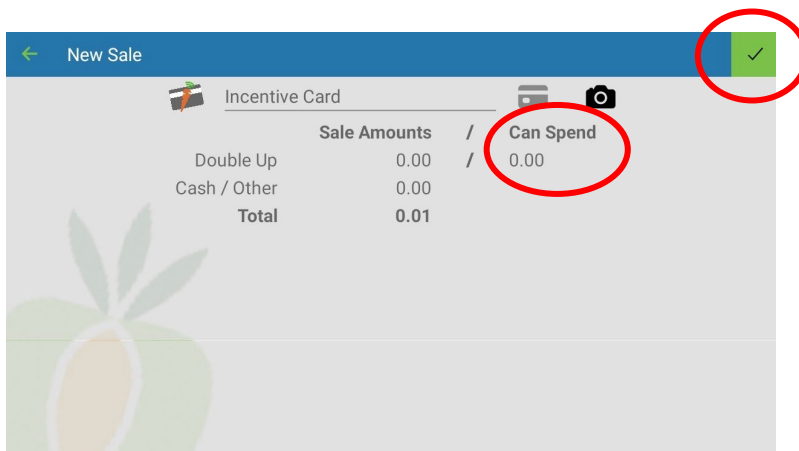 New Sale
Incentive Card
Sale Amounts / Can Spend
Double Up 0.00 / 0.00
Cash / Other 0.00
Total 0.01